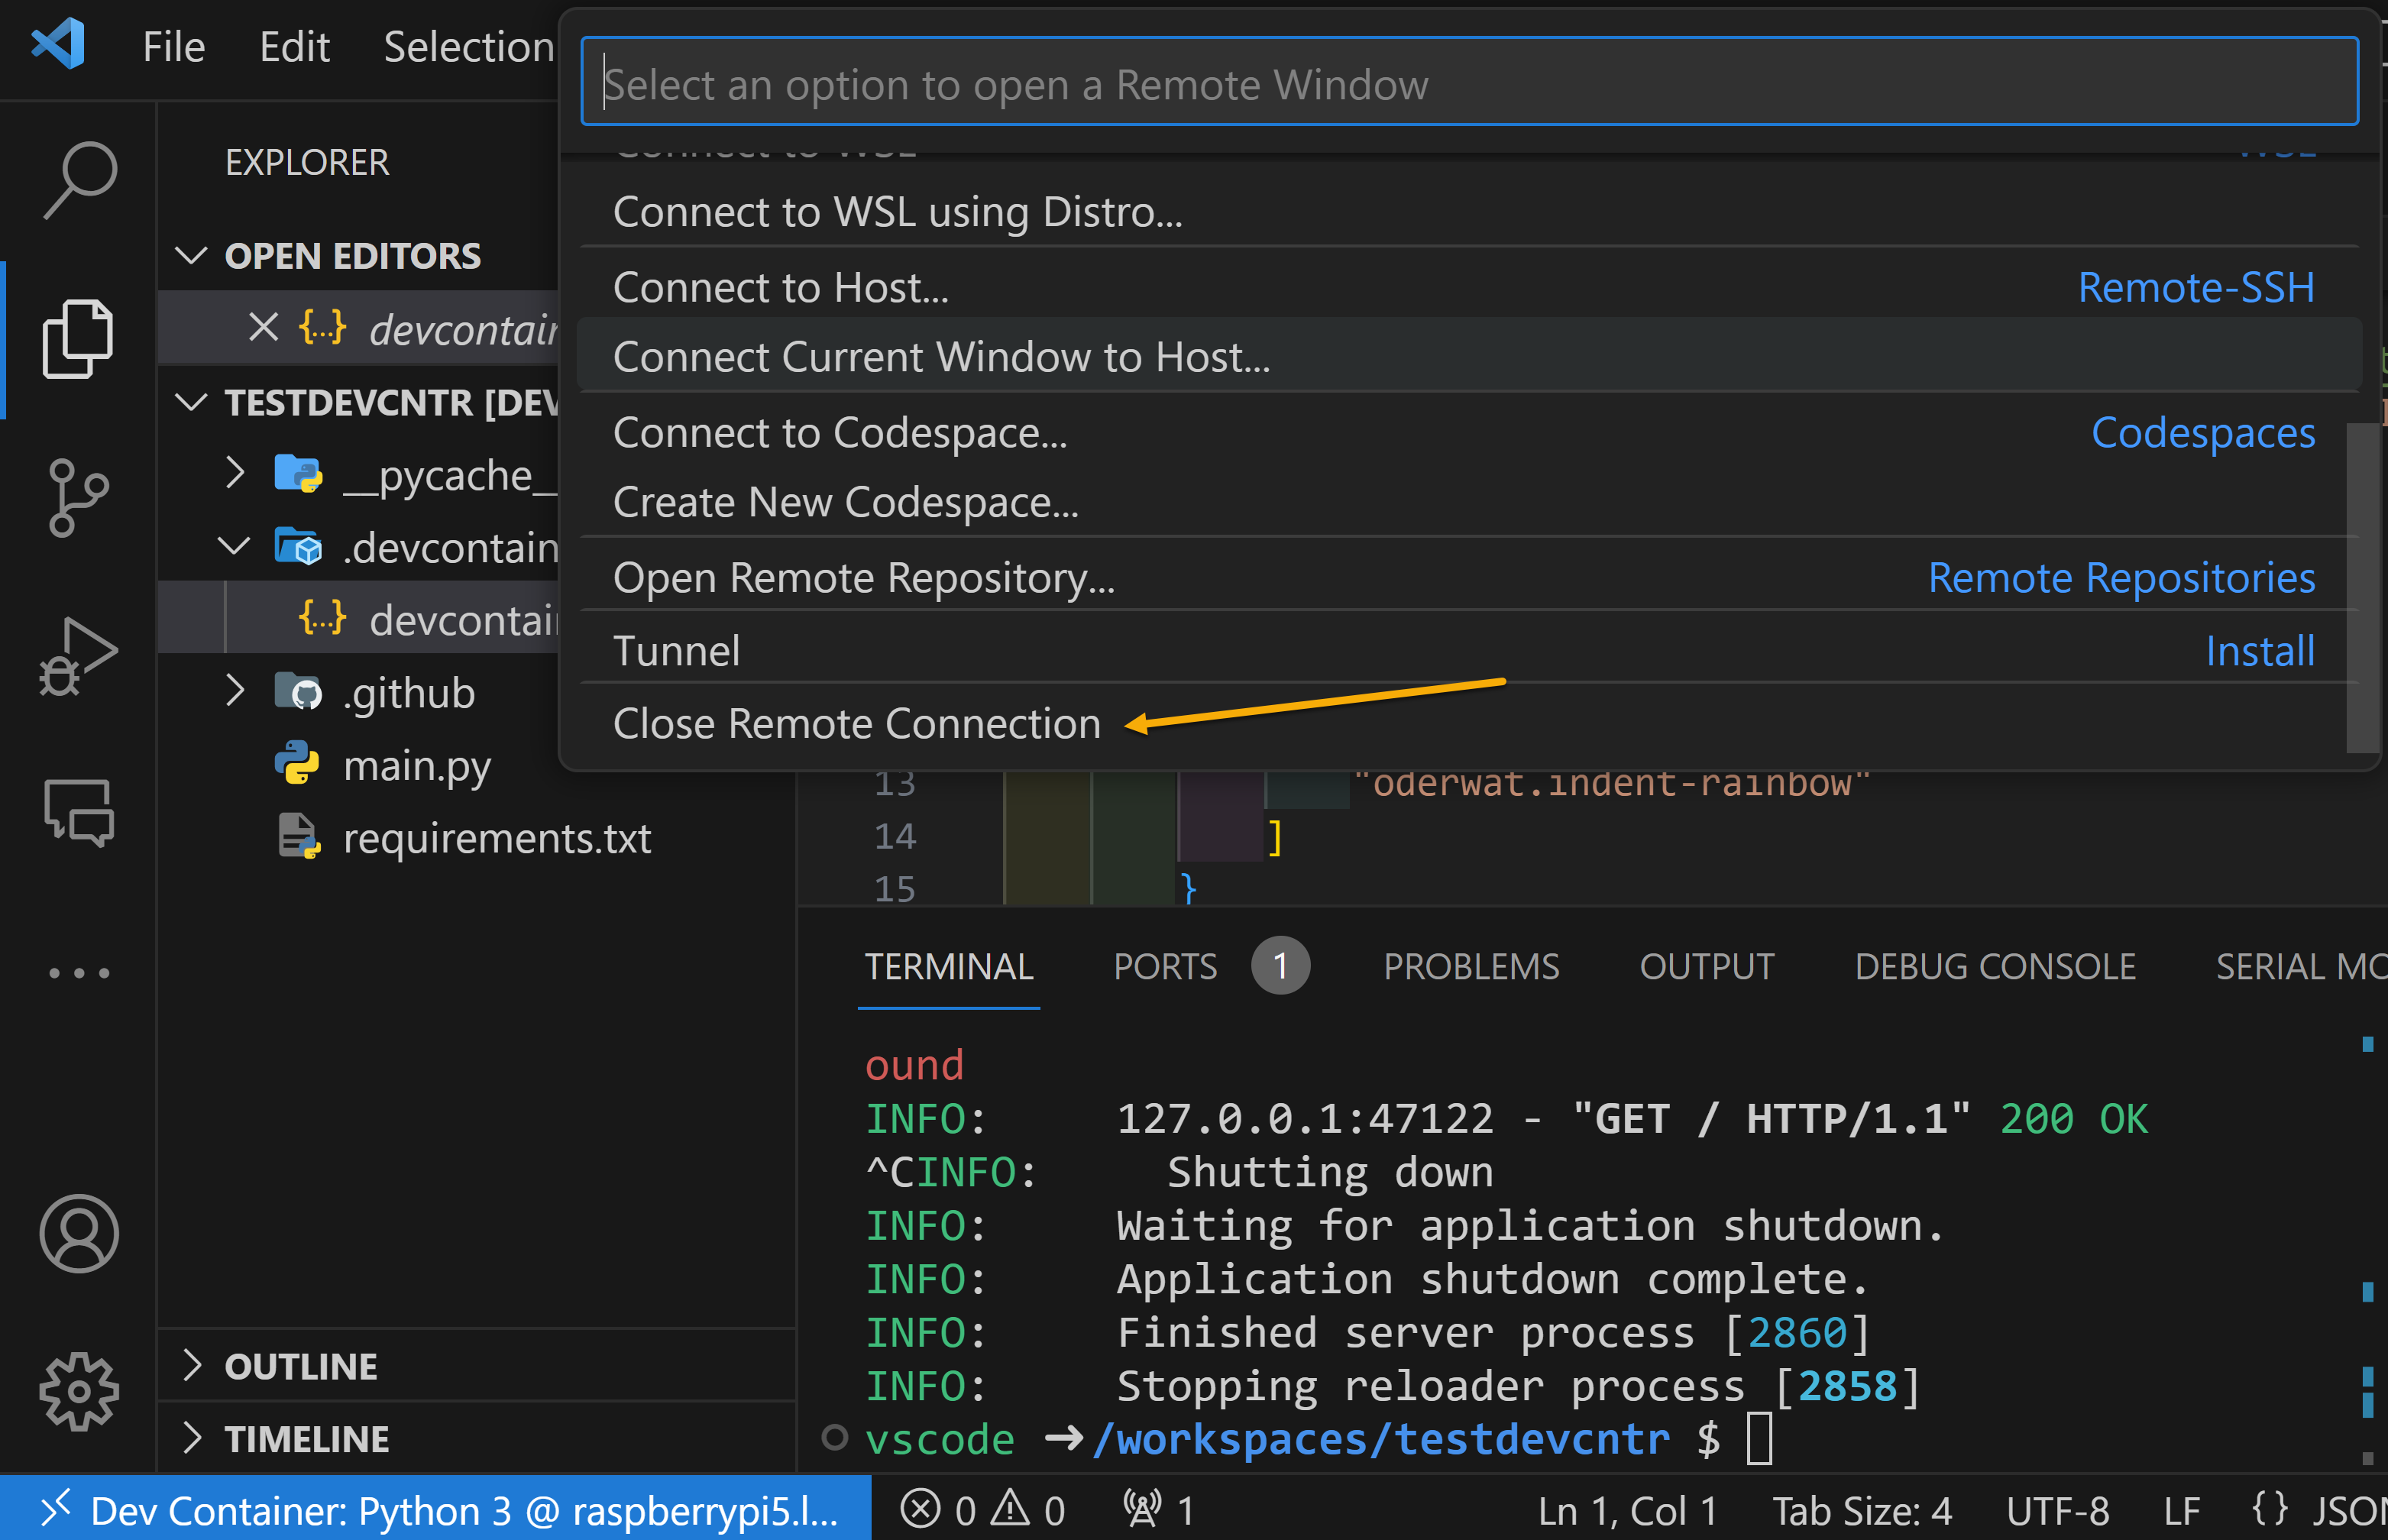 File Edit Selection
Select an option to open a Remote Window
Connect to WSL WSL
Connect to WSL using Distro...
Connect to Host... Remote-SSH
Connect Current Window to Host...
Connect to Codespace... Codespaces
Create New Codespace...
Open Remote Repository... Remote Repositories
Tunnel Install
Close Remote Connection
EXPLORER
OPEN EDITORS
{..} devcontain
TESTDEVCNTR [DEV
__pycache__
.devcontain
{..} devcontai
.github
main.py
requirements.txt
OUTLINE
TIMELINE
13 "oderwat.indent-rainbow"
14 ]
15 }
TERMINAL PORTS 1 PROBLEMS OUTPUT DEBUG CONSOLE SERIAL MO
ound
INFO: 127.0.0.1:47122 - "GET / HTTP/1.1" 200 OK
^CINFO: Shutting down
INFO: Waiting for application shutdown.
INFO: Application shutdown complete.
INFO: Finished server process [2860]
INFO: Stopping reloader process [2858]
vscode ➜ /workspaces/testdevcntr $
Dev Container: Python 3 @ raspberrypi5.l... 0 0 1 Ln 1, Col 1 Tab Size: 4 UTF-8 LF {} JSON